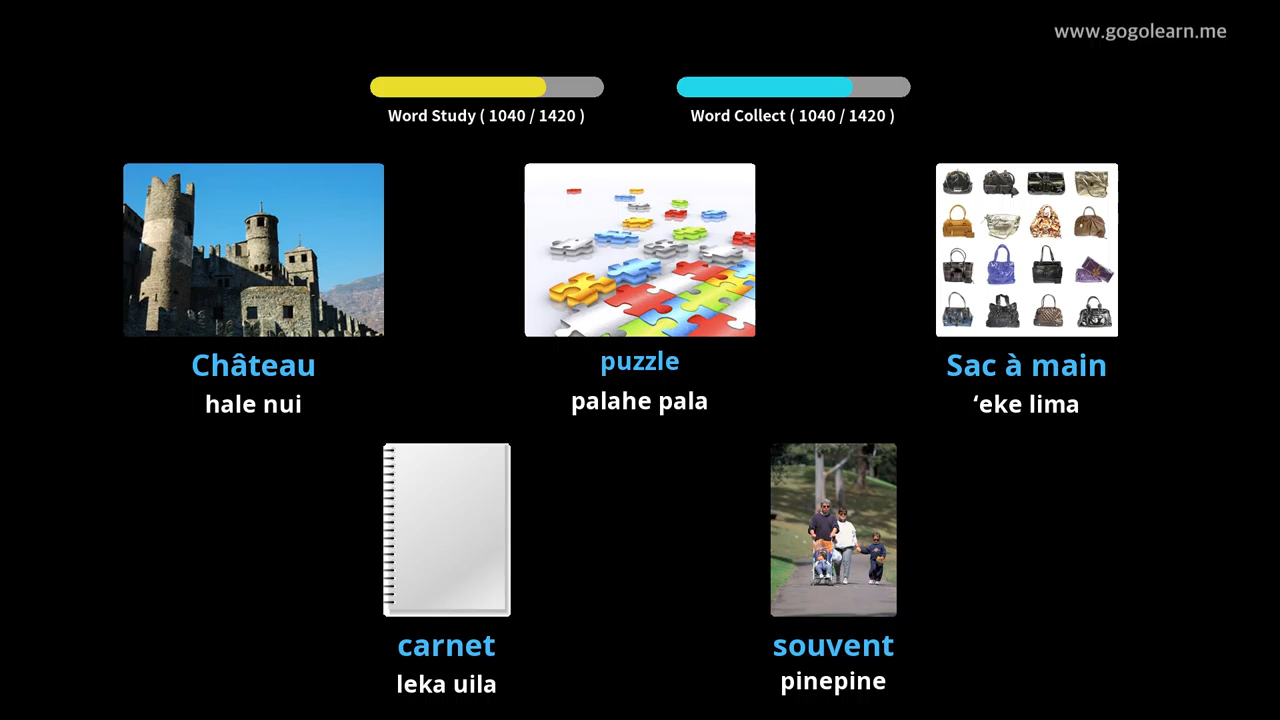 www.gogolearn.me
Word Study ( 1040 / 1420 )
Word Collect ( 1040 / 1420 )
Château
hale nui
puzzle
palahe pala
Sac à main
‘eke lima
carnet
leka uila
souvent
pinepine